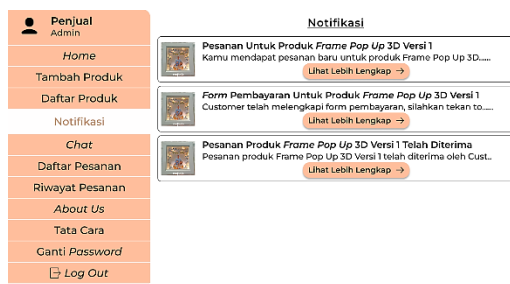 Penjual
Admin
Home
Tambah Produk
Daftar Produk
Notifikasi
Chat
Daftar Pesanan
Riwayat Pesanan
About Us
Tata Cara
Ganti Password
Log Out
Notifikasi
Pesanan Untuk Produk Frame Pop Up 3D Versi 1
Kamu mendapat pesanan baru untuk produk Frame Pop Up 3D......
Lihat Lebih Lengkap →
Form Pembayaran Untuk Produk Frame Pop Up 3D Versi 1
Customer telah melengkapi form pembayaran, silahkan tekan to......
Lihat Lebih Lengkap →
Pesanan Produk Frame Pop Up 3D Versi 1 Telah Diterima
Pesanan produk Frame Pop Up 3D Versi 1 telah diterima oleh Cust..
Lihat Lebih Lengkap →